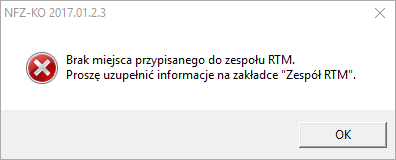 NFZ-KO 2017.01.2.3
Brak miejsca przypisanego do zespołu RTM.
Proszę uzupełnić informacje na zakładce "Zespół RTM".
OK